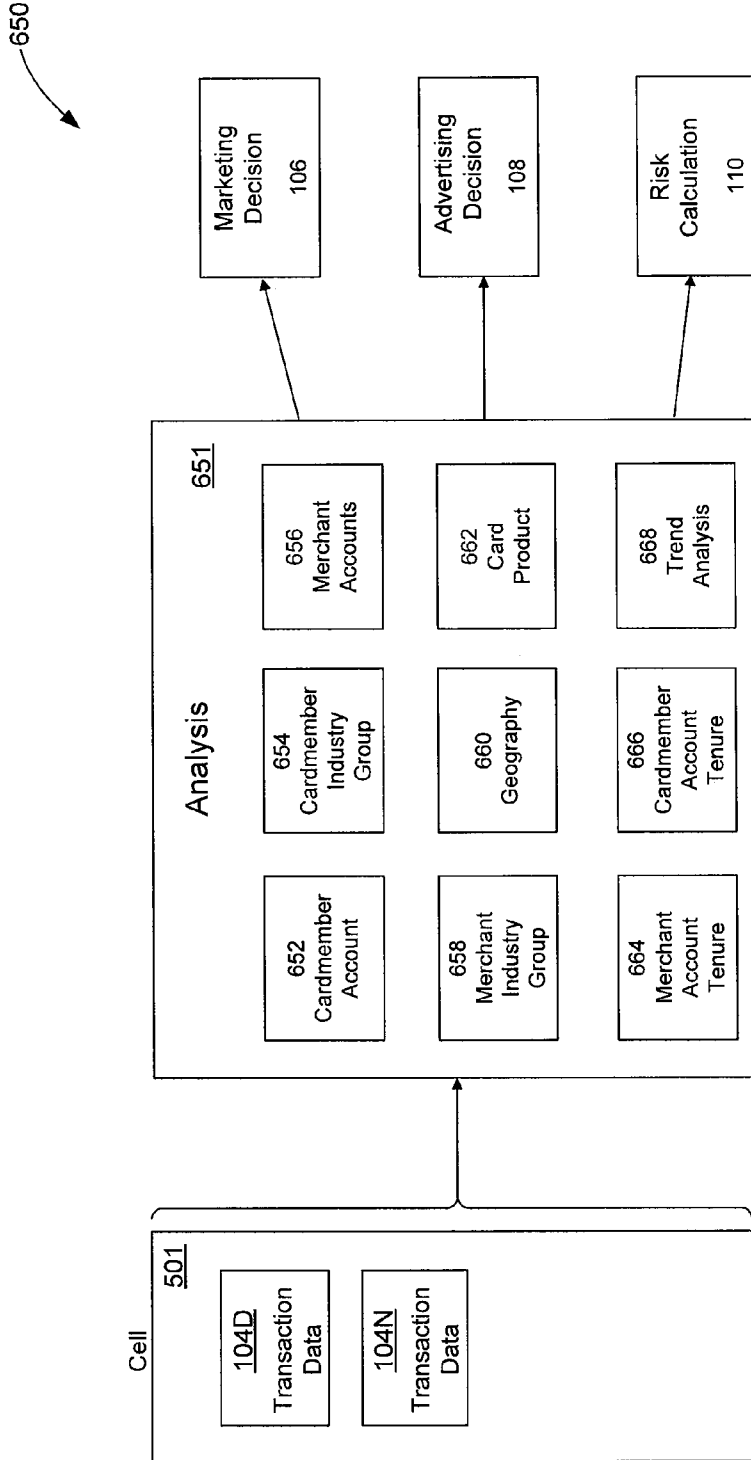 650
Cell
501
104D
Transaction
Data
104N
Transaction
Data
Analysis
651
652
Cardmember
Account
654
Cardmember
Industry
Group
656
Merchant
Accounts
658
Merchant
Industry
Group
660
Geography
662
Card
Product
664
Merchant
Account
Tenure
666
Cardmember
Account
Tenure
668
Trend
Analysis
Marketing
Decision
106
Advertising
Decision
108
Risk
Calculation
110